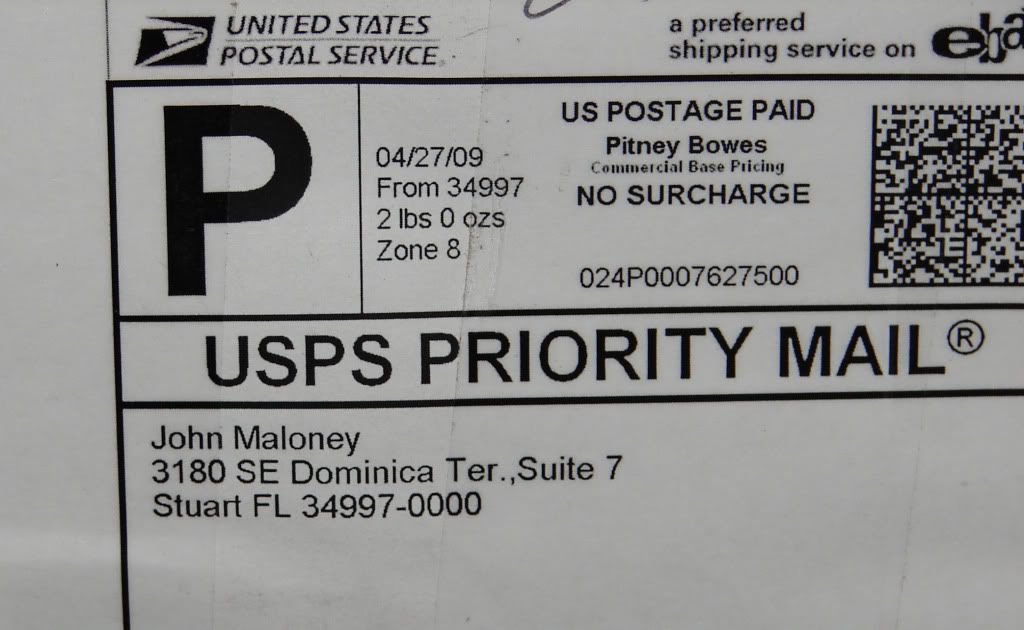 UNITED STATES
POSTAL SERVICE
a preferred
shipping service on
P
04/27/09
From 34997
2 lbs 0 ozs
Zone 8
US POSTAGE PAID
Pitney Bowes
Commercial Base Pricing
NO SURCHARGE
024P0007627500
USPS PRIORITY MAIL®
John Maloney
3180 SE Dominica Ter.,Suite 7
Stuart FL 34997-0000